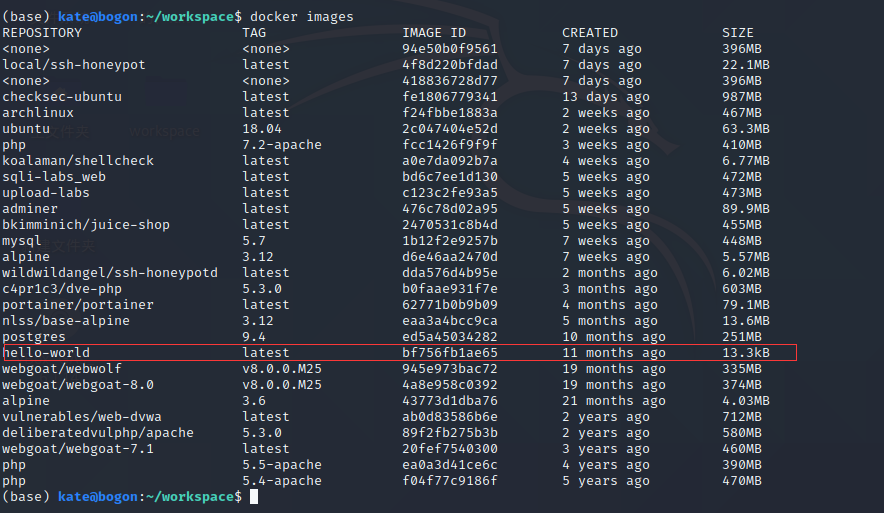 (base) kate@bogon:~/workspace$ docker images
REPOSITORY TAG IMAGE ID CREATED SIZE
<none> <none> 94e50b0f9561 7 days ago 396MB
local/ssh-honeypot latest 4f8d220bfdad 7 days ago 22.1MB
<none> <none> 418836728d77 7 days ago 396MB
checksec-ubuntu latest fe1806779341 13 days ago 987MB
archlinux latest f24fbbe1883a 2 weeks ago 467MB
ubuntu 18.04 2c047404e52d 2 weeks ago 63.3MB
php 7.2-apache fcc1426f9f9f 3 weeks ago 410MB
koalaman/shellcheck latest a0e7da092b7a 4 weeks ago 6.77MB
sqli-labs_web latest bd6c7ee1d130 5 weeks ago 472MB
upload-labs latest c123c2fe93a5 5 weeks ago 473MB
adminer latest 476c78d02a95 5 weeks ago 89.9MB
bkimminich/juice-shop latest 2470531c8b4d 5 weeks ago 455MB
mysql 5.7 1b12f2e9257b 7 weeks ago 448MB
alpine 3.12 d6e46aa2470d 7 weeks ago 5.57MB
wildwildangel/ssh-honeypotd latest dda576d4b95e 2 months ago 6.02MB
c4pr1c3/dve-php 5.3.0 b0faae931f7e 3 months ago 603MB
portainer/portainer latest 62771b0b9b09 4 months ago 79.1MB
nlss/base-alpine 3.12 eaa3a4bcc9ca 5 months ago 13.6MB
postgres 9.4 ed5a45034282 10 months ago 251MB
hello-world latest bf756fb1ae65 11 months ago 13.3kB
webgoat/webwolf v8.0.0.M25 945e973bac72 19 months ago 335MB
webgoat/webgoat-8.0 v8.0.0.M25 4a8e958c0392 19 months ago 374MB
alpine 3.6 43773d1dba76 21 months ago 4.03MB
vulnerables/web-dvwa latest ab0d83586b6e 2 years ago 712MB
deliberatedvulphp/apache 5.3.0 89f2fb275b3b 2 years ago 580MB
webgoat/webgoat-7.1 latest 20fef7540300 3 years ago 460MB
php 5.5-apache ea0a3d41ce6c 4 years ago 390MB
php 5.4-apache f04f77c9186f 5 years ago 470MB
(base) kate@bogon:~/workspace$
workspace